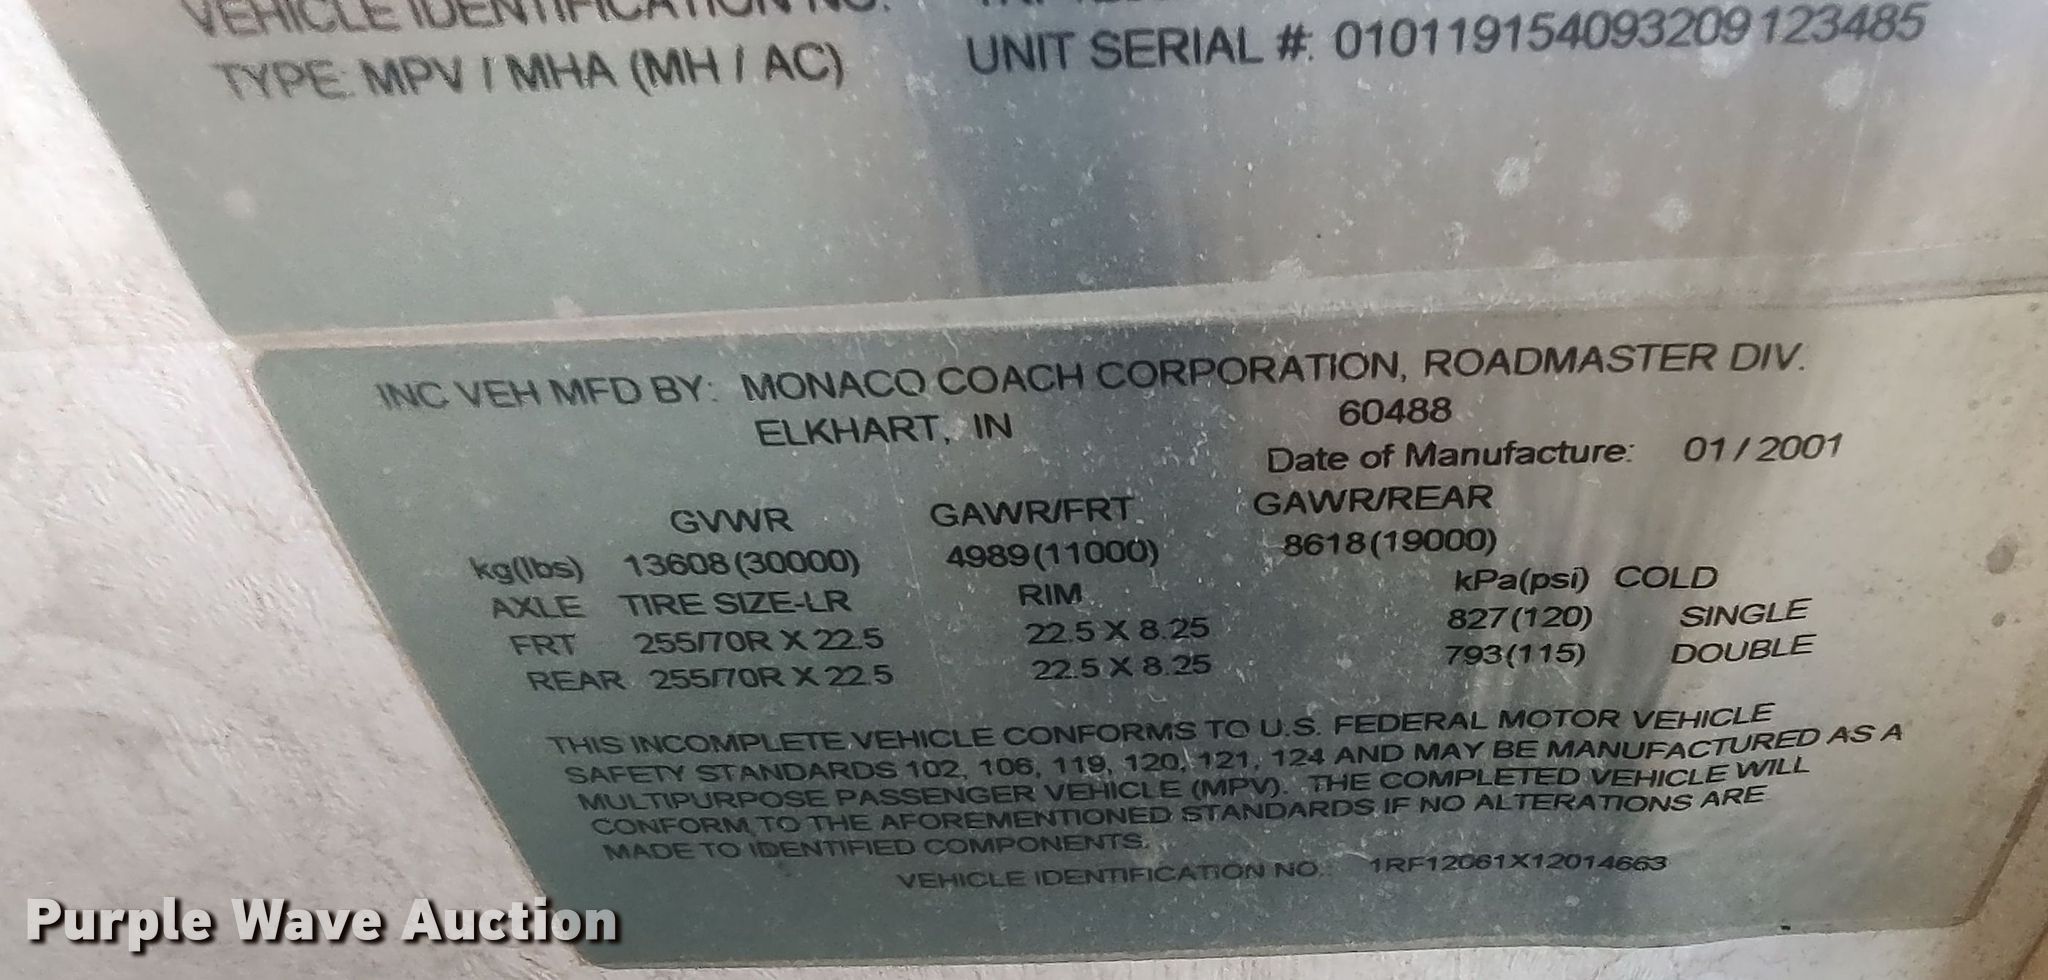 VEHICLE IDENTIFICATION NO.
TYPE: MPV / MHA (MH / AC)
UNIT SERIAL #: 010119154093209123485
INC VEH MFD BY: MONACO COACH CORPORATION, ROADMASTER DIV.
ELKHART, IN 60488
Date of Manufacture: 01/2001
GVWR GAWR/FRT GAWR/REAR
kg(lbs) 13608(30000) 4989(11000) 8618(19000)
AXLE TIRE SIZE-LR RIM kPa(psi) COLD
FRT 255/70R X 22.5 22.5 X 8.25 827(120) SINGLE
REAR 255/70R X 22.5 22.5 X 8.25 793(115) DOUBLE
THIS INCOMPLETE VEHICLE CONFORMS TO U.S. FEDERAL MOTOR VEHICLE
SAFETY STANDARDS 102, 106, 119, 120, 121, 124 AND MAY BE MANUFACTURED AS A
MULTIPURPOSE PASSENGER VEHICLE (MPV). THE COMPLETED VEHICLE WILL
CONFORM TO THE AFOREMENTIONED STANDARDS IF NO ALTERATIONS ARE
MADE TO IDENTIFIED COMPONENTS.
VEHICLE IDENTIFICATION NO.: 1RF12061X12014663
Purple Wave Auction